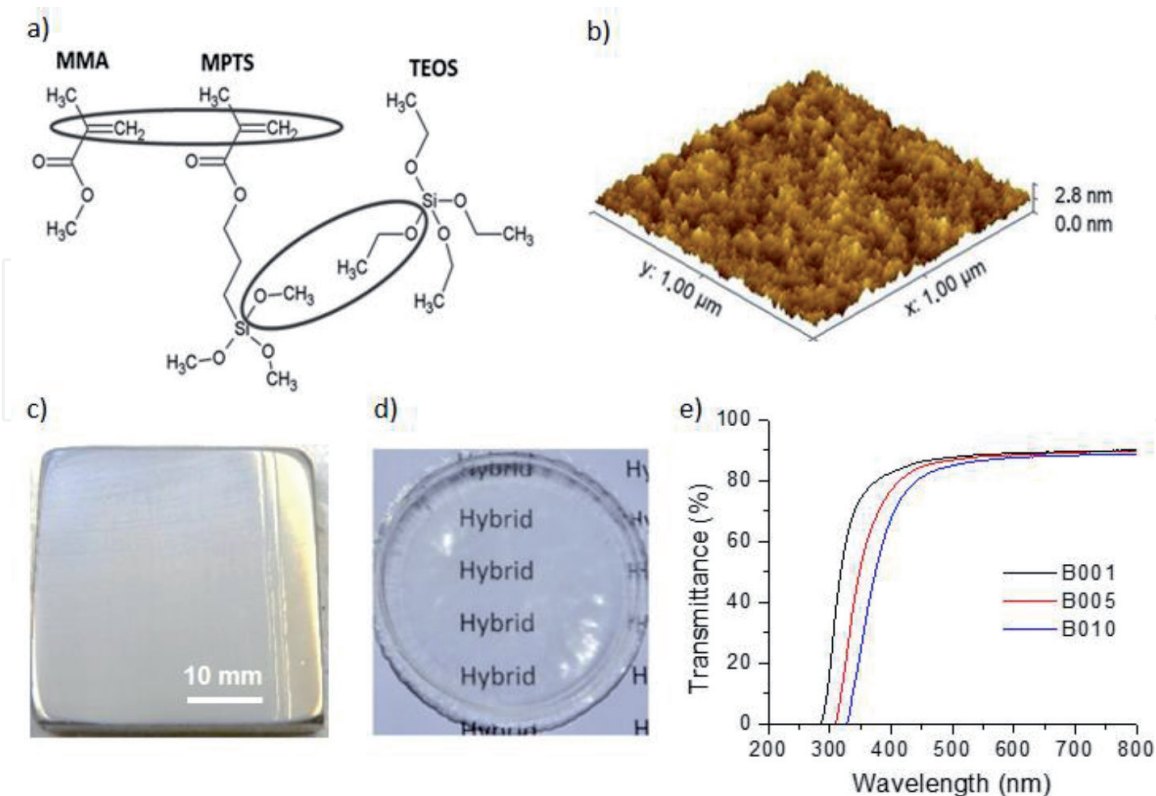 a)
MMA
MPTS
TEOS
H₃C
CH₂
O
O
H₃C
H₃C
CH₂
O
O
O—CH₃
Si
H₃C—O
O
CH₃
H₃C
O
Si
O
CH₃
O
O
H₃C
H₃C
b)
2.8 nm
0.0 nm
y: 1.00 µm
x: 1.00 µm
c)
10 mm
d)
Hybrid
Hybrid
Hybrid
Hybrid
Hybrid
Hybrid
Hy
H
H
H
e)
Transmittance (%)
100
80
60
40
20
0
B001
B005
B010
200 300 400 500 600 700 800
Wavelength (nm)